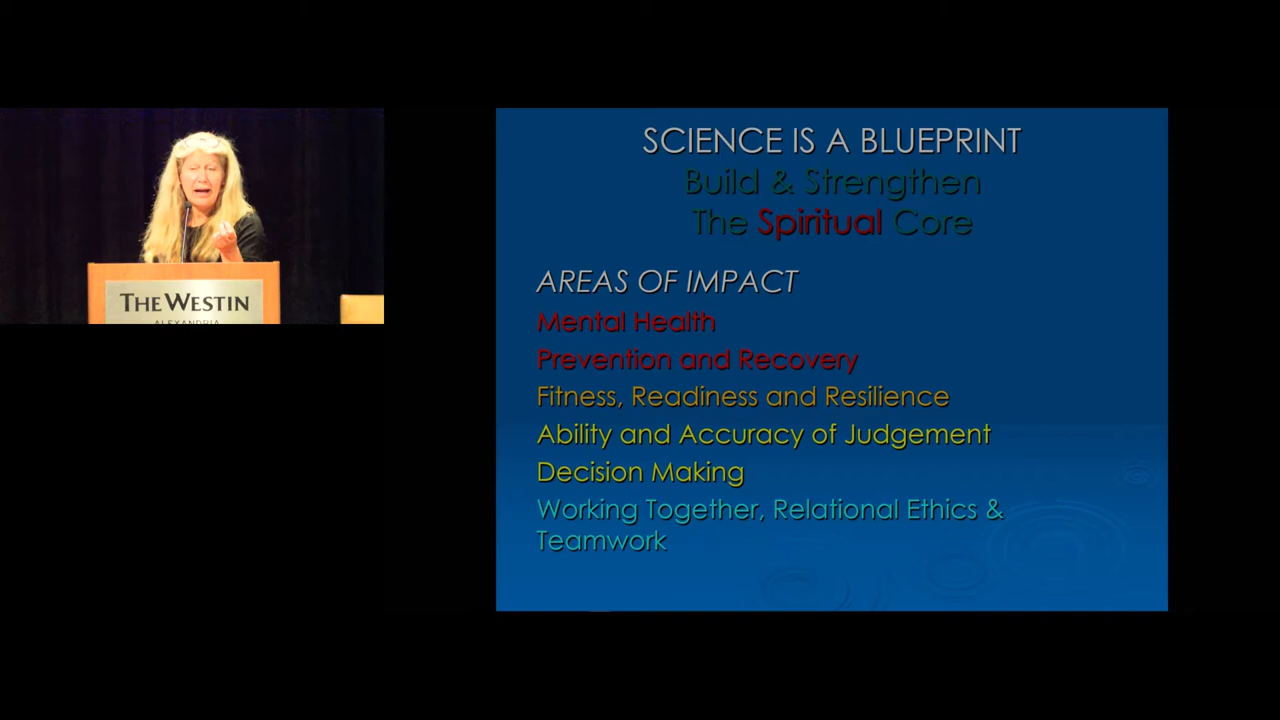 THE WESTIN
ALEXANDRIA
SCIENCE IS A BLUEPRINT
Build & Strengthen
The Spiritual Core
AREAS OF IMPACT
Mental Health
Prevention and Recovery
Fitness, Readiness and Resilience
Ability and Accuracy of Judgement
Decision Making
Working Together, Relational Ethics &
Teamwork